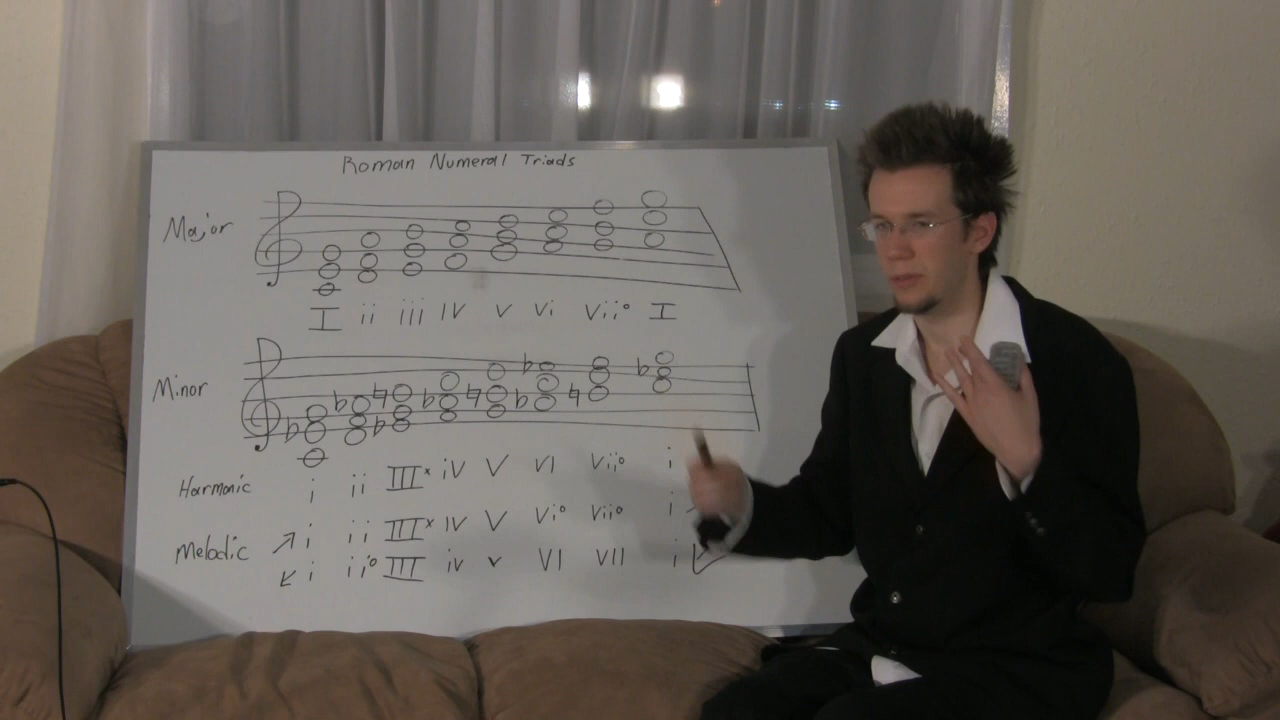 Roman Numeral Triads
Major
I ii iii IV V Vi Vii° I
Minor
Harmonic i ii III× iV V VI Vii° i
Melodic ↗ i ii III× IV V Vi° Vii° i
↙ i ii° III iv v VI VII i